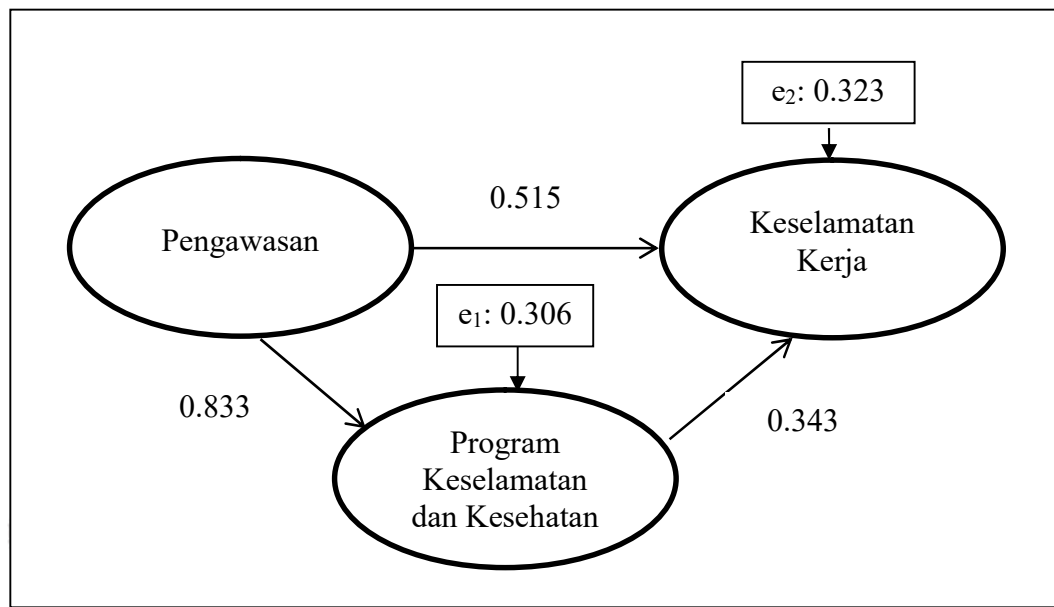 e₂: 0.323
Pengawasan
0.515
Keselamatan
Kerja
e₁: 0.306
0.833
0.343
Program
Keselamatan
dan Kesehatan